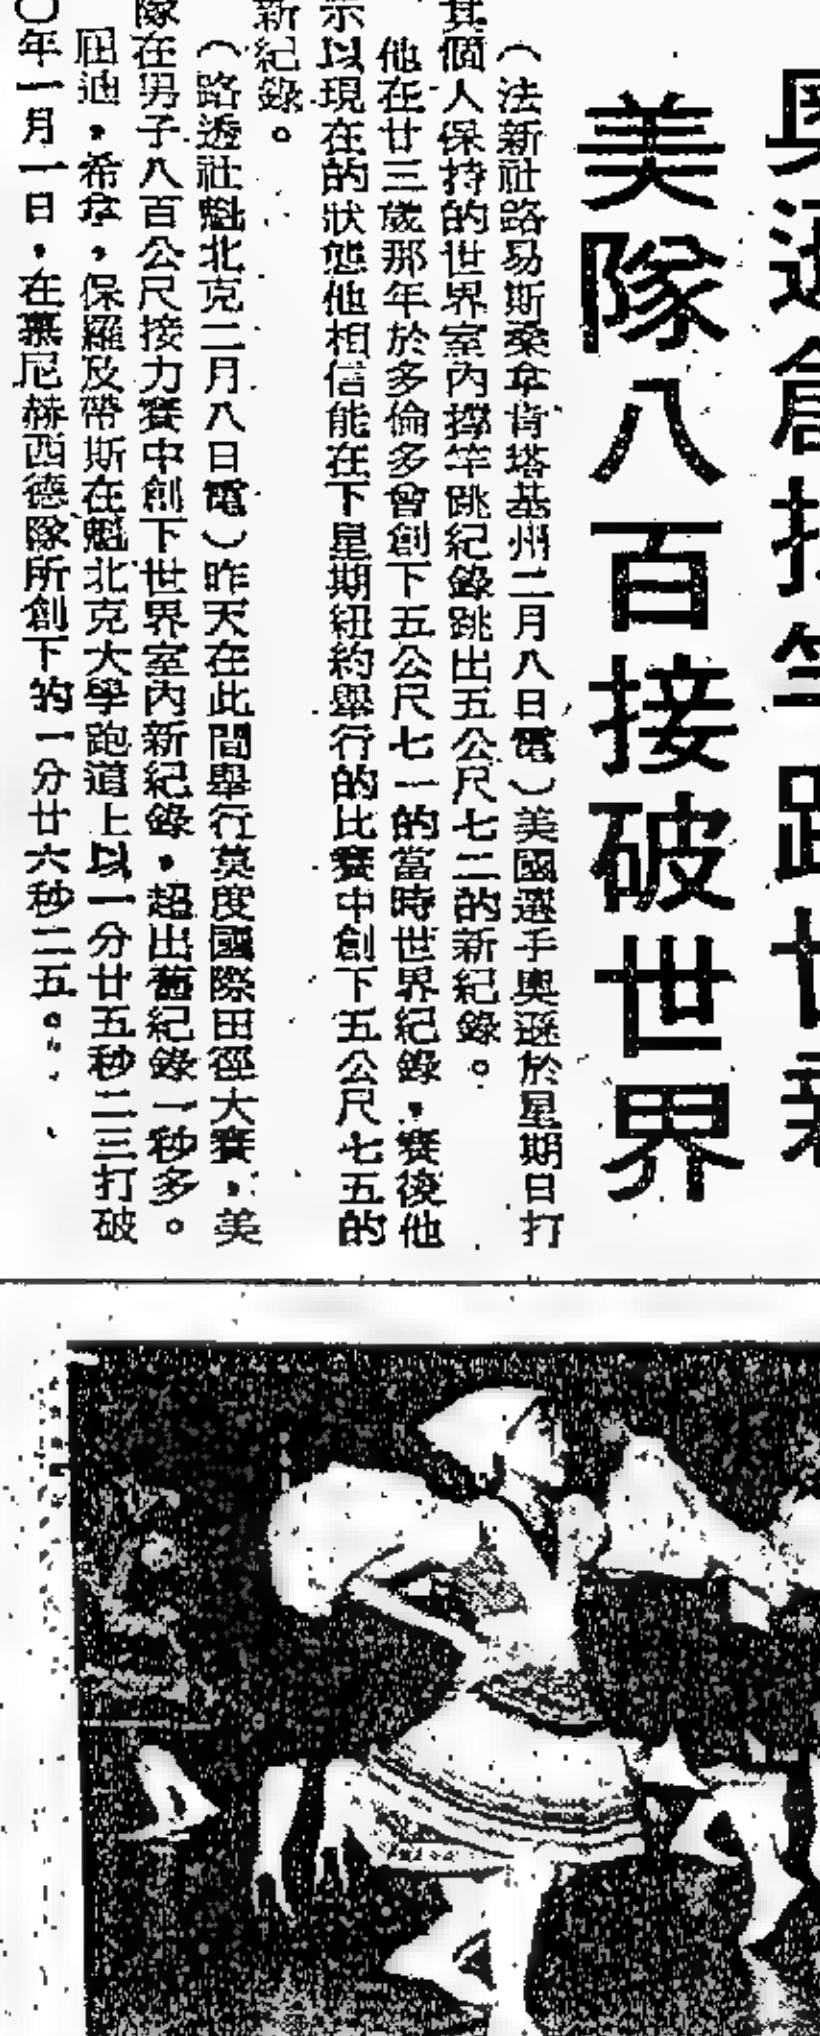 美隊八百接破世界
（法新社路易斯桑拿肯塔基州二月八日電）美國選手奧遜於星期日打
其個人保持的世界室內撐竿跳紀錄跳出五公尺七二的新紀錄。
他在廿三歲那年於多倫多曾創下五公尺七一的當時世界紀錄，賽後他
示以現在的狀態他相信能在下星期紐約舉行的比賽中創下五公尺七五的
新紀錄。
（路透社魁北克二月八日電）昨天在此間舉行莫度國際田徑大賽，美
隊在男子八百公尺接力賽中創下世界室內新紀錄，超出舊紀錄一秒多。
迪，希拿，保羅及帶斯在魁北克大學跑道上以一分廿五秒二三打破
〇年一月一日，在慕尼赫西德隊所創下的一分廿六秒二五。